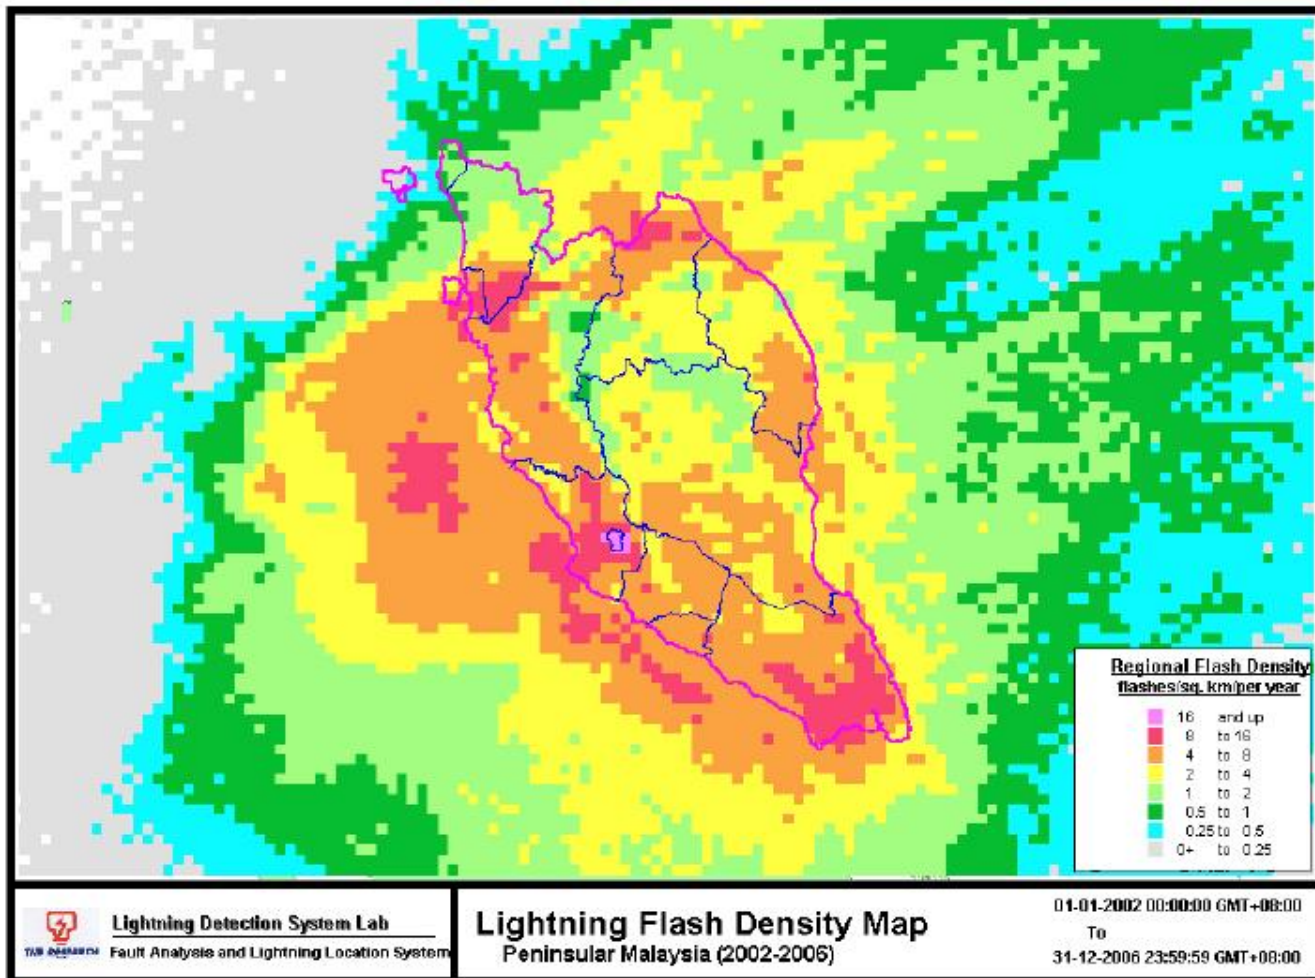 Regional Flash Density
flashes/sq. km/per year
16 and up
8 to 16
4 to 8
2 to 4
1 to 2
0.5 to 1
0.25 to 0.5
0+ to 0.25
TNB RESEARCH
Lightning Detection System Lab
Fault Analysis and Lightning Location System
Lightning Flash Density Map
Peninsular Malaysia (2002-2006)
01-01-2002 00:00:00 GMT+08:00
To
31-12-2006 23:59:59 GMT+08:00